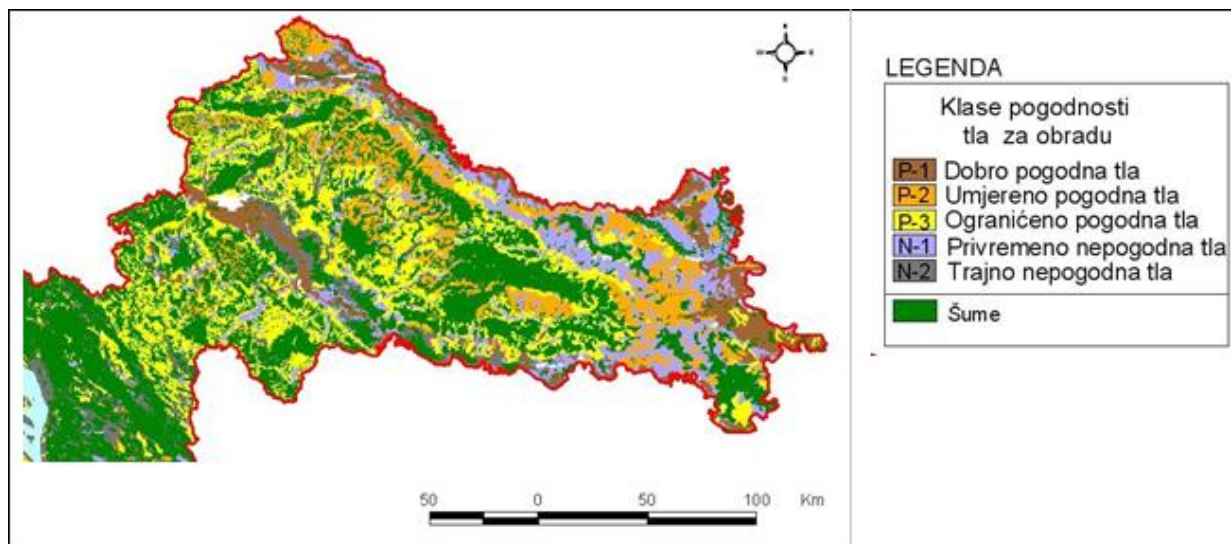 LEGENDA
Klase pogodnosti
tla za obradu
P-1 Dobro pogodna tla
P-2 Umjereno pogodna tla
P-3 Ograničeno pogodna tla
N-1 Privremeno nepogodna tla
N-2 Trajno nepogodna tla
Šume
50 0 50 100 Km